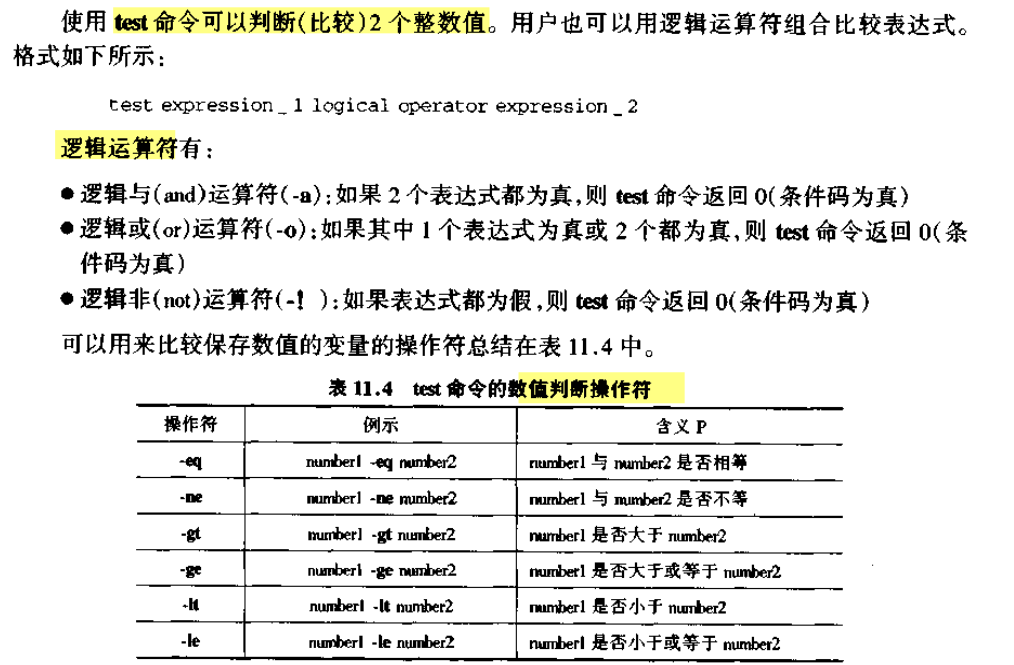 使用 test 命令可以判断(比较)2 个整数值。用户也可以用逻辑运算符组合比较表达式。
格式如下所示:
test expression_1 logical operator expression_2
逻辑运算符有:
●逻辑与(and)运算符(-a):如果 2 个表达式都为真,则 test 命令返回 0(条件码为真)
●逻辑或(or)运算符(-o):如果其中 1 个表达式为真或 2 个都为真,则 test 命令返回 0(条
件码为真)
●逻辑非(not)运算符(-! ):如果表达式都为假,则 test 命令返回 0(条件码为真)
可以用来比较保存数值的变量的操作符总结在表 11.4 中。
表 11.4 test 命令的数值判断操作符
操作符 例示 含义 P
-eq number1 -eq number2 number1 与 number2 是否相等
-ne number1 -ne number2 number1 与 number2 是否不等
-gt number1 -gt number2 number1 是否大于 number2
-ge number1 -ge number2 number1 是否大于或等于 number2
-lt number1 -lt number2 number1 是否小于 number2
-le number1 -le number2 number1 是否小于或等于 number2